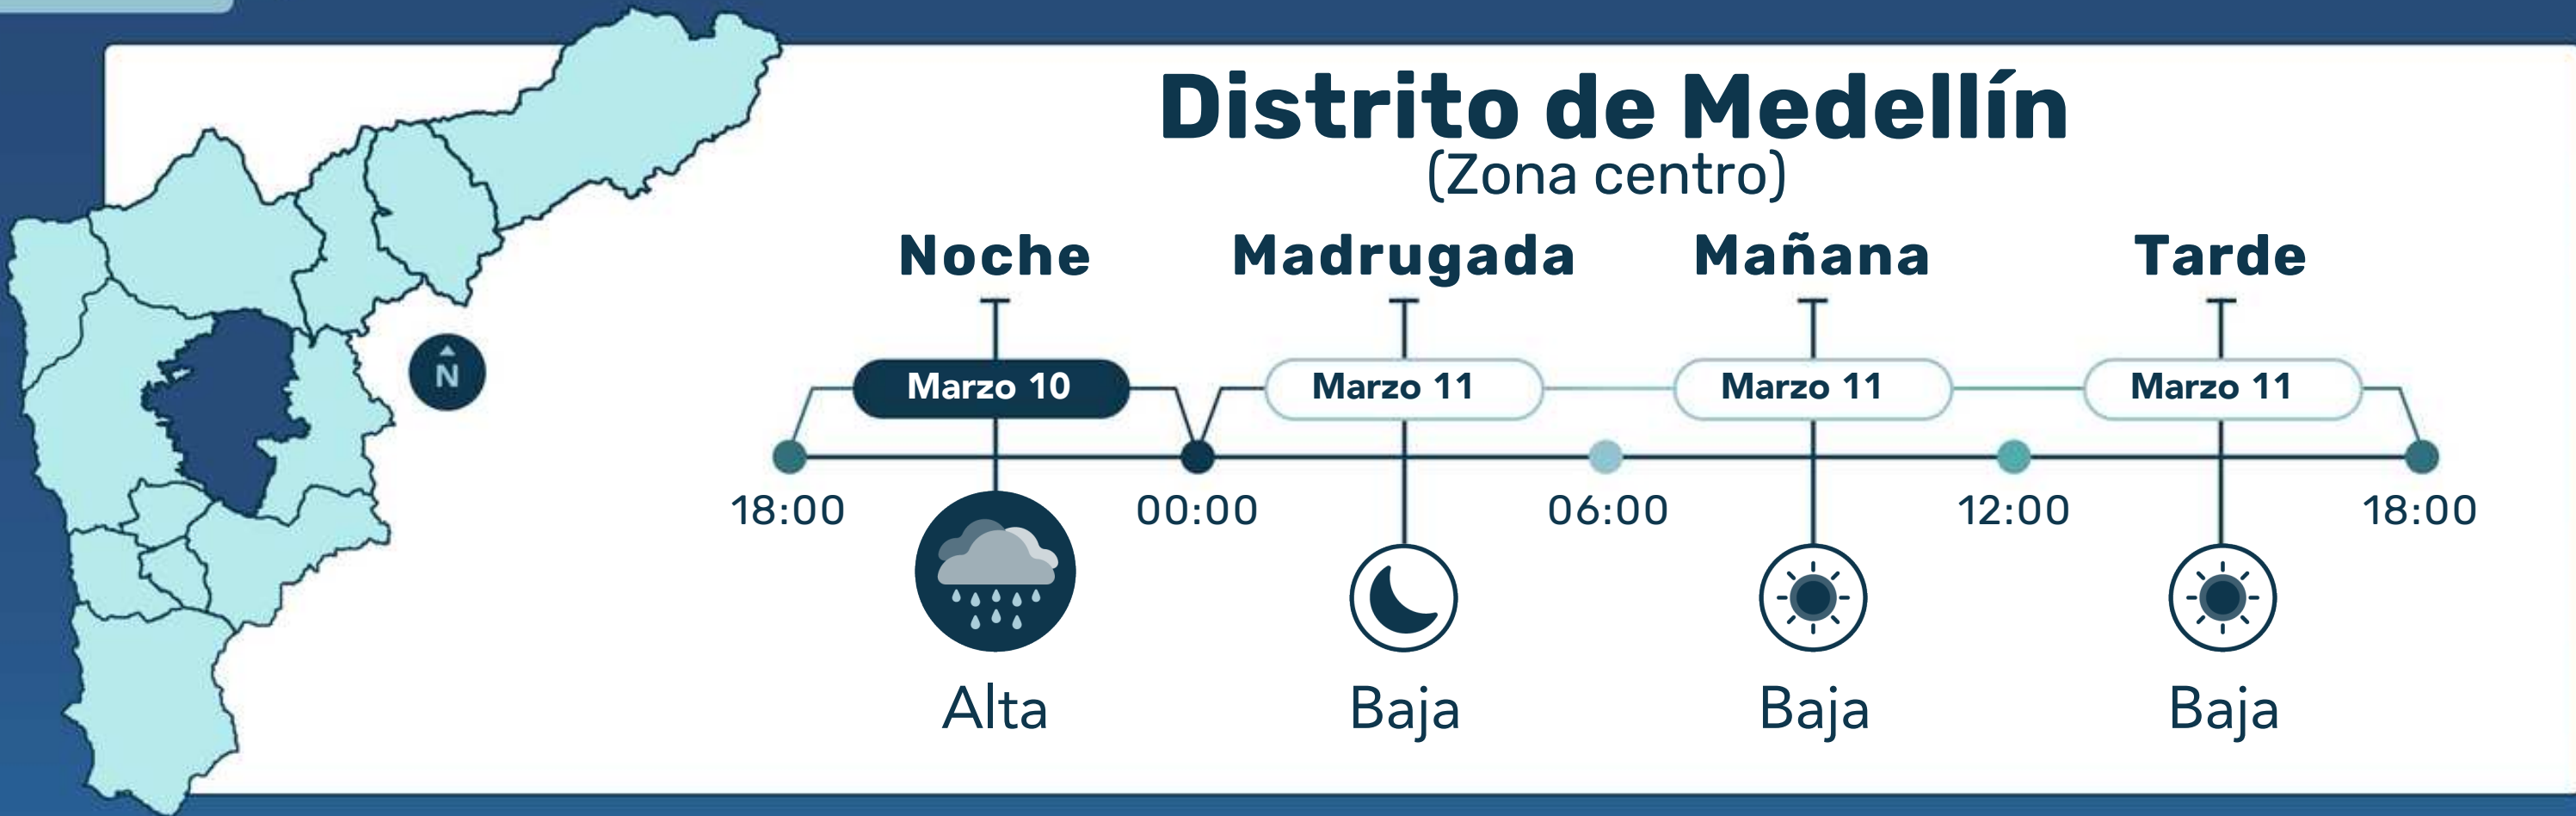 Distrito de Medellín
(Zona centro)
Noche Madrugada Mañana Tarde
Marzo 10 Marzo 11 Marzo 11 Marzo 11
N
18:00 00:00 06:00 12:00 18:00
Alta Baja Baja Baja